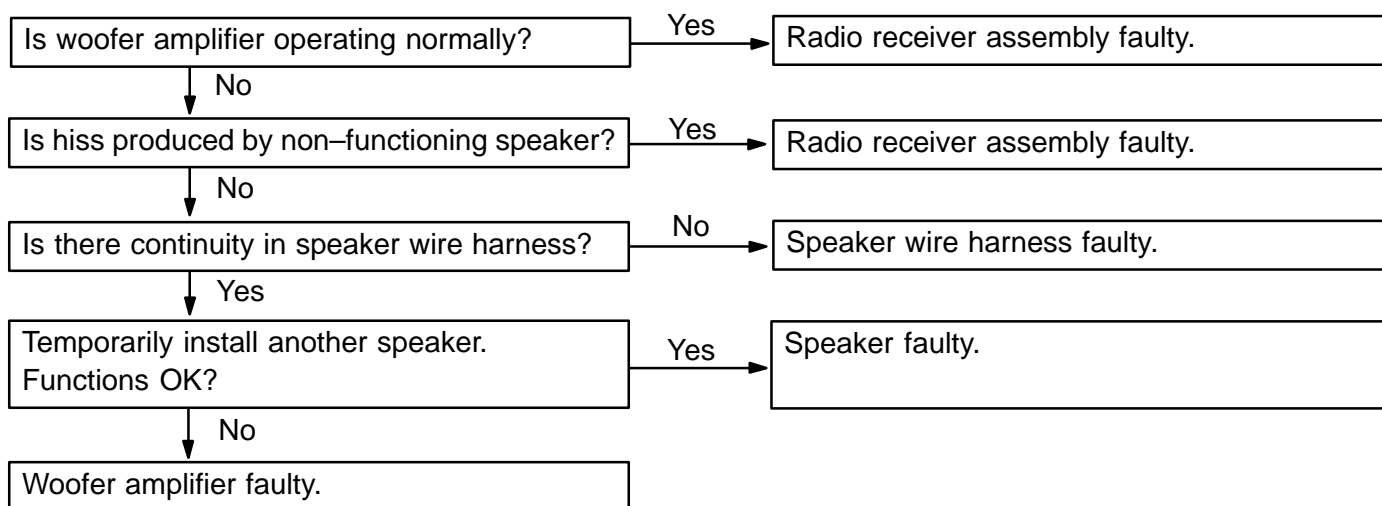 Is woofer amplifier operating normally?
Yes
Radio receiver assembly faulty.
No
Is hiss produced by non–functioning speaker?
Yes
Radio receiver assembly faulty.
No
Is there continuity in speaker wire harness?
No
Speaker wire harness faulty.
Yes
Temporarily install another speaker.
Functions OK?
Yes
Speaker faulty.
No
Woofer amplifier faulty.